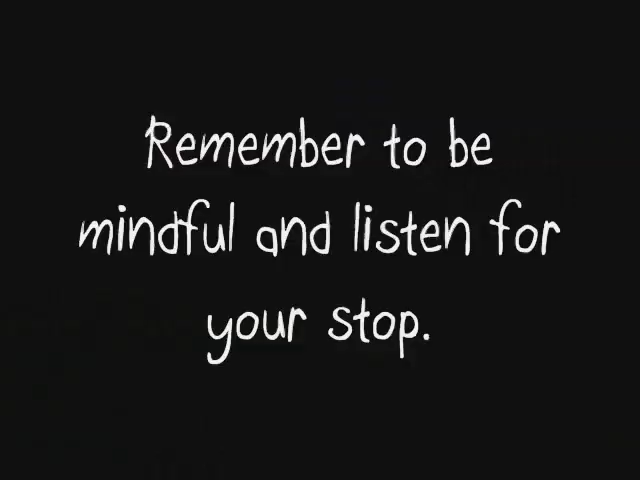 Remember to be
mindful and listen for
your stop.